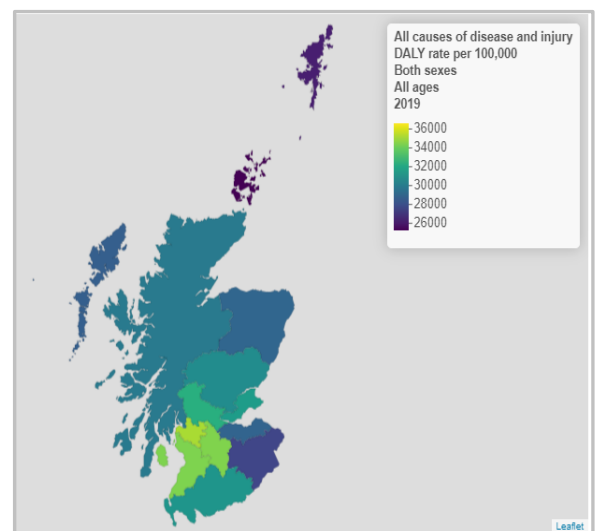 All causes of disease and injury
DALY rate per 100,000
Both sexes
All ages
2019
36000
34000
32000
30000
28000
26000
Leaflet